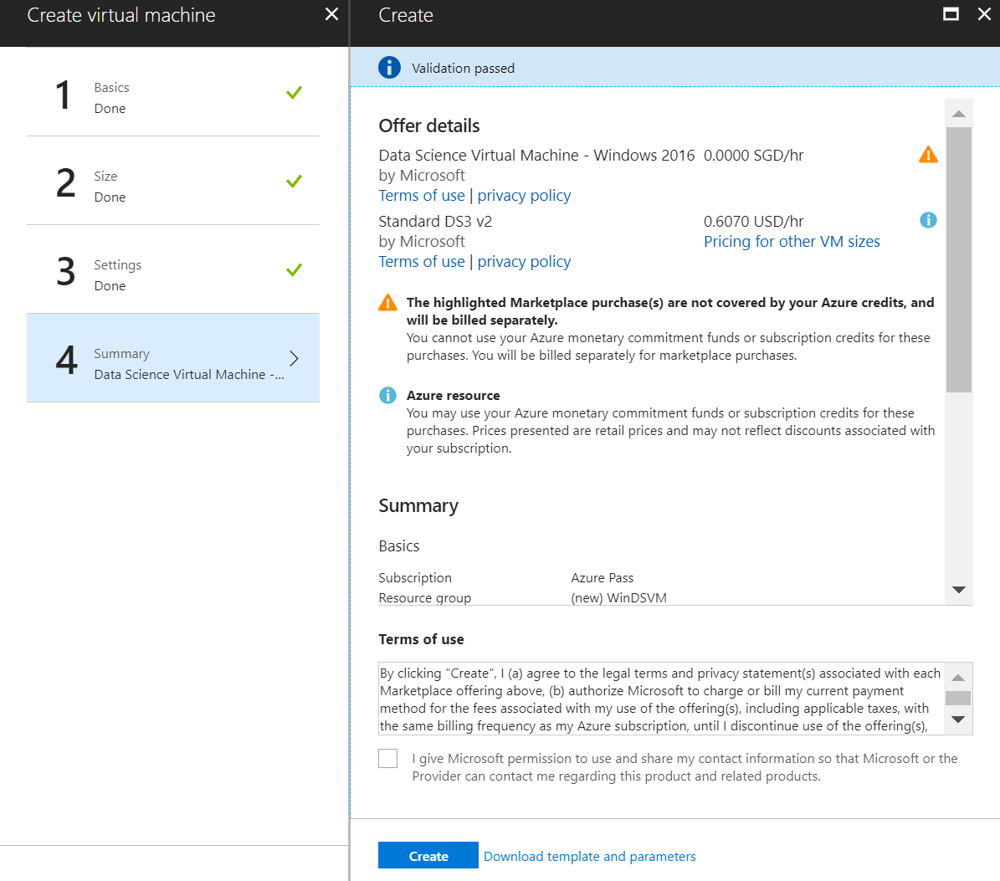 Create virtual machine
1
Basics
Done
2
Size
Done
3
Settings
Done
4
Summary
Data Science Virtual Machine -...
Create
Validation passed
Offer details
Data Science Virtual Machine - Windows 2016 0.0000 SGD/hr
by Microsoft
Terms of use | privacy policy
Standard DS3 v2 0.6070 USD/hr
by Microsoft Pricing for other VM sizes
Terms of use | privacy policy
The highlighted Marketplace purchase(s) are not covered by your Azure credits, and
will be billed separately.
You cannot use your Azure monetary commitment funds or subscription credits for these
purchases. You will be billed separately for marketplace purchases.
Azure resource
You may use your Azure monetary commitment funds or subscription credits for these
purchases. Prices presented are retail prices and may not reflect discounts associated with
your subscription.
Summary
Basics
Subscription Azure Pass
Resource group (new) WinDSVM
Terms of use
By clicking "Create", I (a) agree to the legal terms and privacy statement(s) associated with each
Marketplace offering above, (b) authorize Microsoft to charge or bill my current payment
method for the fees associated with my use of the offering(s), including applicable taxes, with
the same billing frequency as my Azure subscription, until I discontinue use of the offering(s),
I give Microsoft permission to use and share my contact information so that Microsoft or the
Provider can contact me regarding this product and related products.
Create Download template and parameters